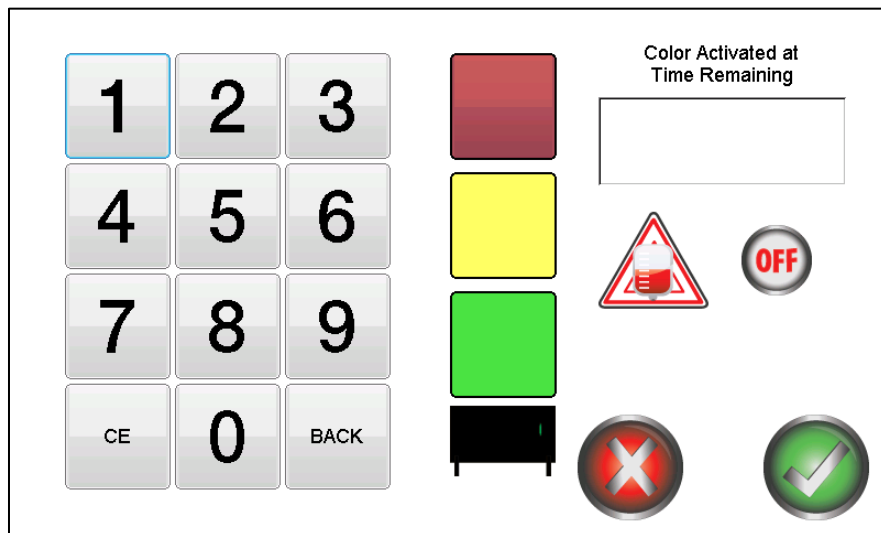 Color Activated at
Time Remaining
1 2 3
4 5 6
OFF
7 8 9
CE 0 BACK